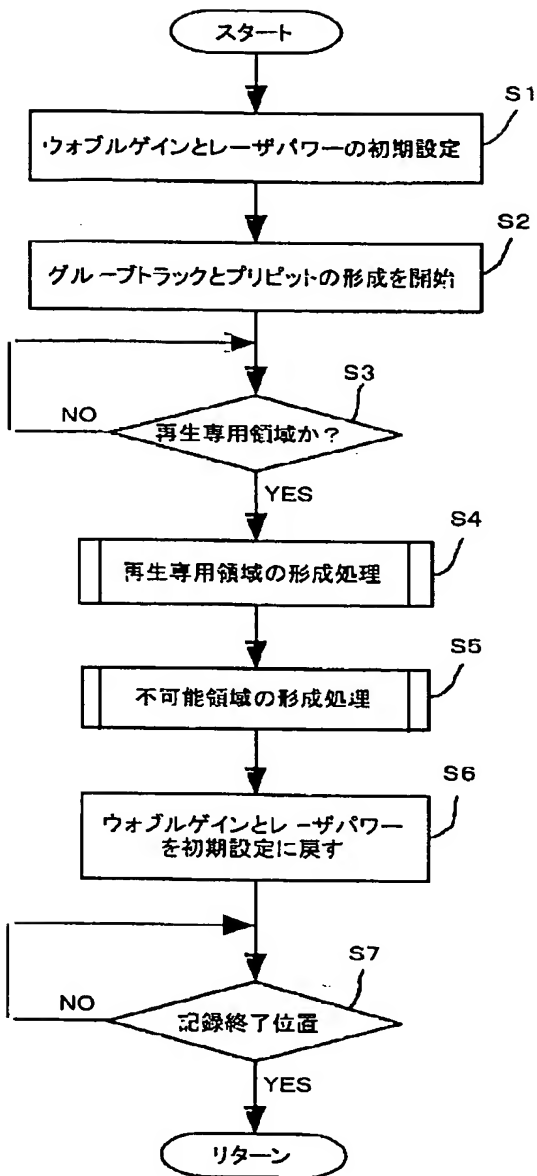 スタート
S1
ウォブルゲインとレーザパワーの初期設定
S2
グルーブトラックとプリピットの形成を開始
S3
NO
再生専用領域か？
YES
S4
再生専用領域の形成処理
S5
不可能領域の形成処理
S6
ウォブルゲインとレーザパワー
を初期設定に戻す
S7
NO
記録終了位置
YES
リターン